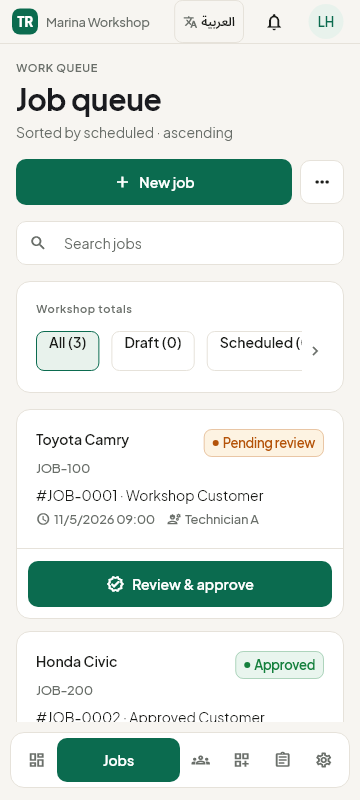 TR Marina Workshop العربية LH
WORK QUEUE
Job queue
Sorted by scheduled · ascending
+ New job
Search jobs
Workshop totals
All (3) Draft (0) Scheduled (
Toyota Camry Pending review
JOB-100
#JOB-0001 · Workshop Customer
11/5/2026 09:00 Technician A
Review & approve
Honda Civic Approved
JOB-200
#JOB-0002 · Approved Customer
Jobs